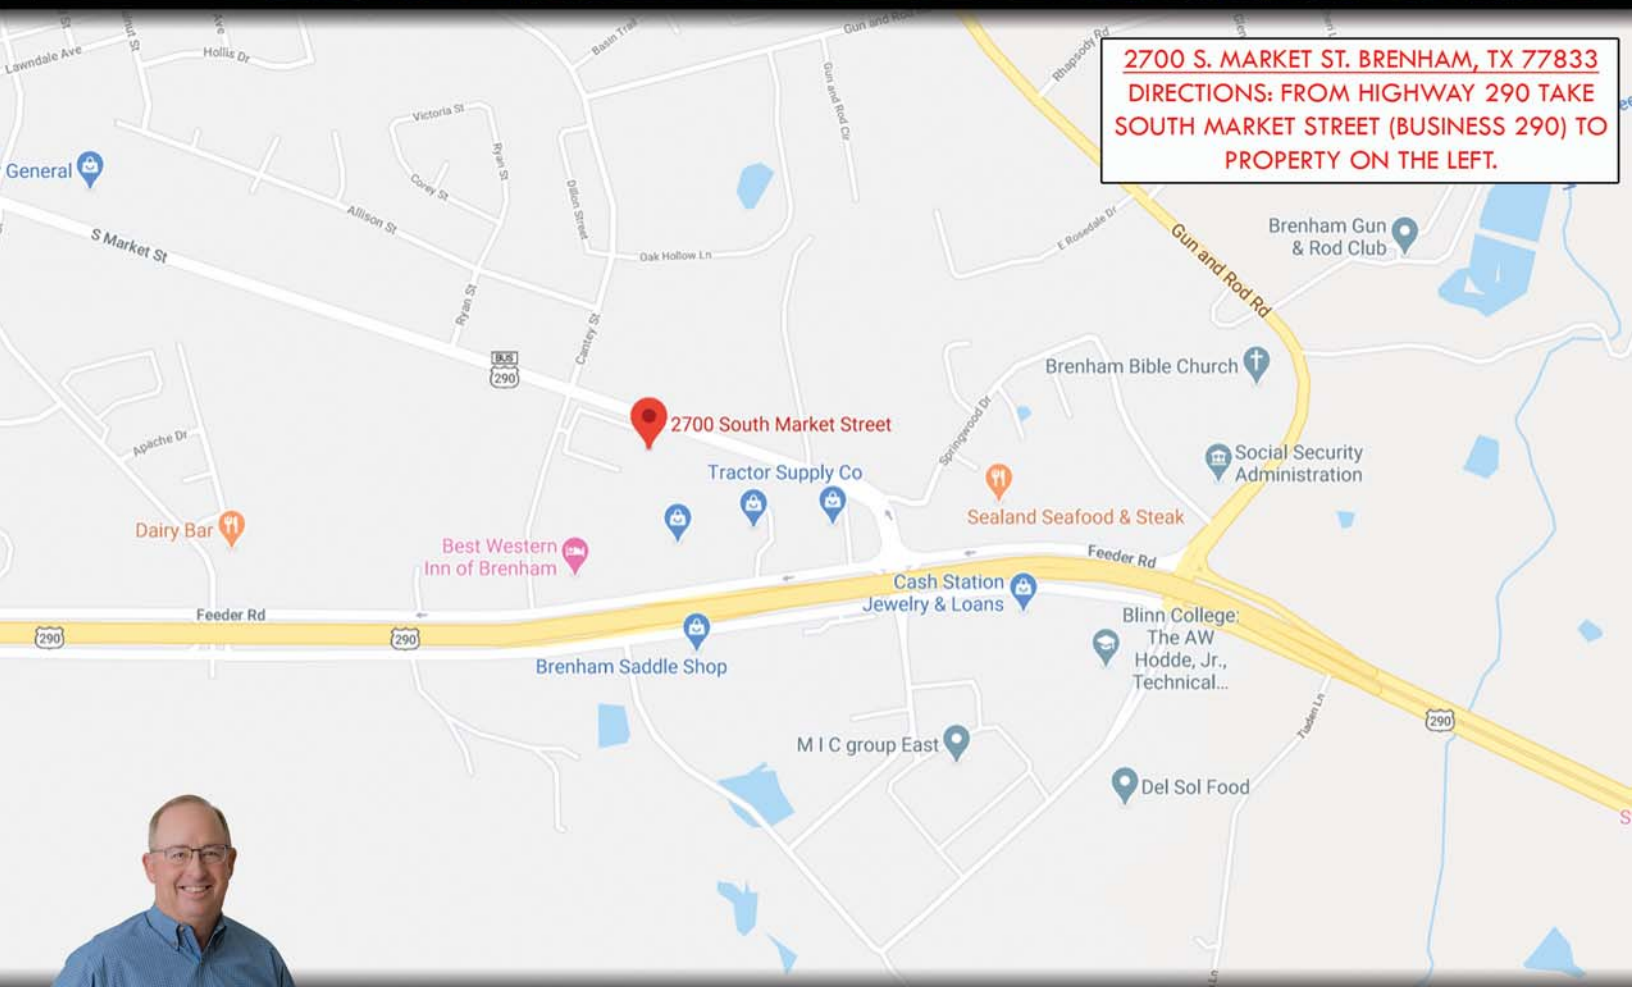 Lawndale Ave
Hollis Dr
Basin Trail
Gun and Rod
Rhapsody Rd
2700 S. MARKET ST. BRENHAM, TX 77833
DIRECTIONS: FROM HIGHWAY 290 TAKE
SOUTH MARKET STREET (BUSINESS 290) TO
PROPERTY ON THE LEFT.
Gun and Rod Cir
Victoria St
Ryan St
General
Corey St
Dillon Street
Allison St
Oak Hollow Ln
E Rosedale Dr
Brenham Gun
& Rod Club
S Market St
Gun and Rod Rd
Ryan St
Cantey St
BUS
290
Brenham Bible Church
2700 South Market Street
Springwood Dr
Apache Dr
Tractor Supply Co
Social Security
Administration
Sealand Seafood & Steak
Dairy Bar
Best Western
Inn of Brenham
Feeder Rd
Cash Station
Jewelry & Loans
Feeder Rd
290
290
Blinn College:
The AW
Hodde, Jr.,
Technical...
Brenham Saddle Shop
290
Tiaden Ln
M I C group East
Del Sol Food
Ln